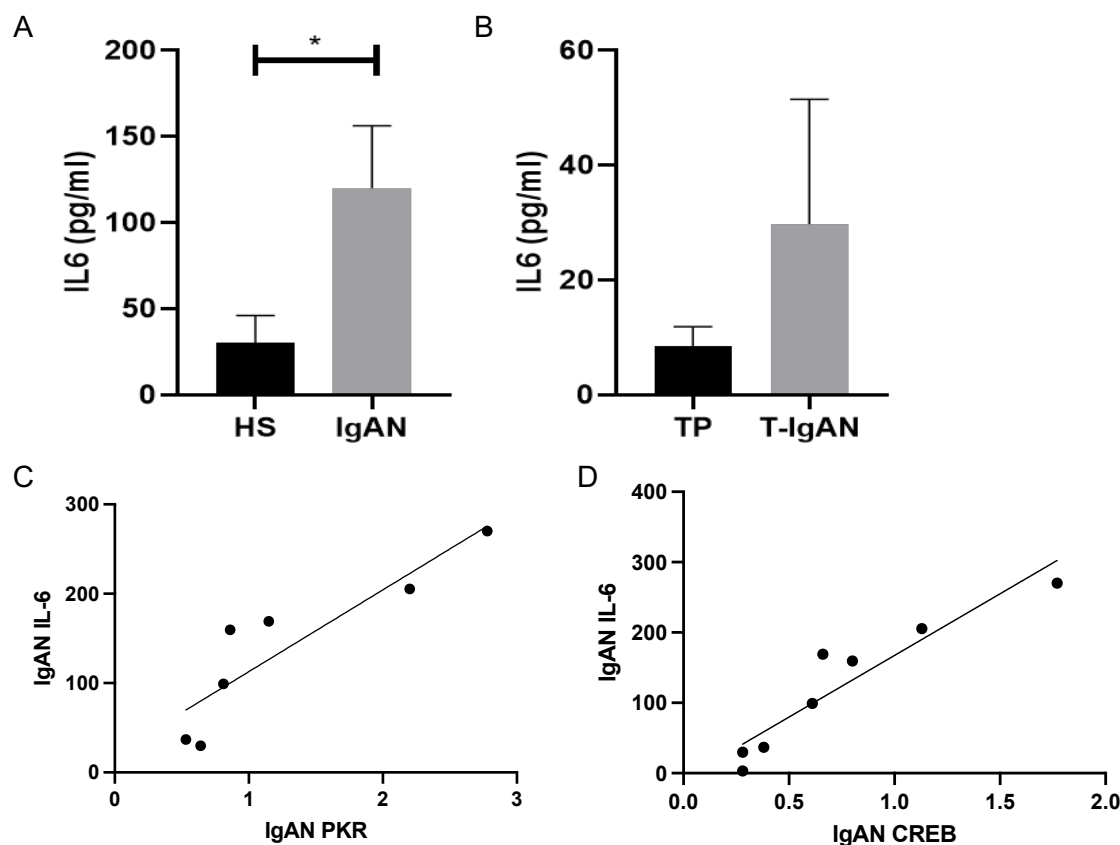 A
IL6 (pg/ml)
200
150
100
50
0
*
HS IgAN
B
IL6 (pg/ml)
60
40
20
0
TP T-IgAN
C
IgAN IL-6
300
200
100
0
0 1 2 3
IgAN PKR
D
IgAN IL-6
400
300
200
100
0
0.0 0.5 1.0 1.5 2.0
IgAN CREB